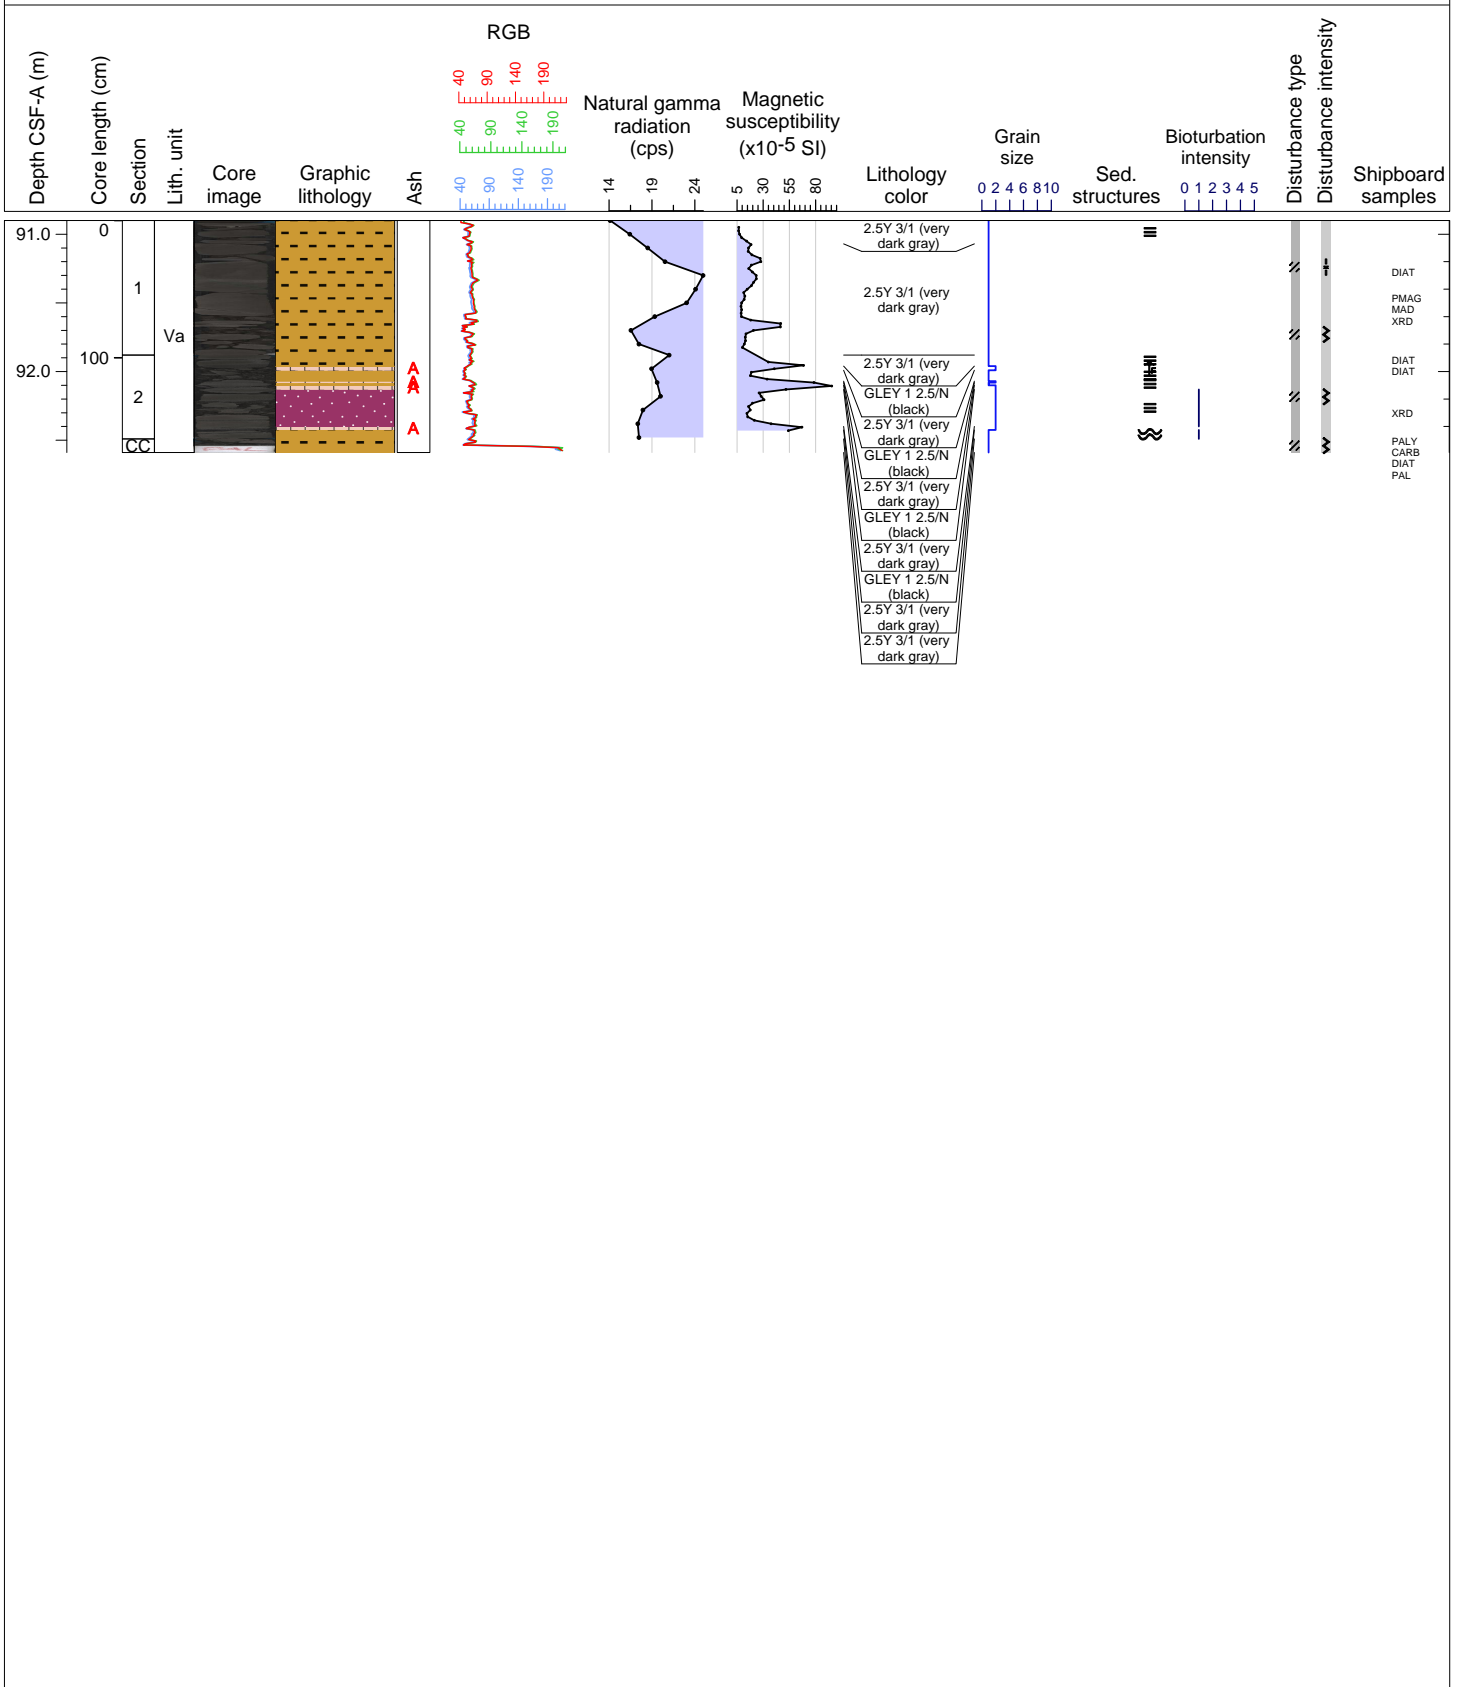 Depth CSF-A (m)
Core length (cm)
Section
Lith. unit
Core
image
Graphic
lithology
Ash
RGB
40 90 140 190
40 90 140 190
40 90 140 190
Natural gamma
radiation
(cps)
14 19 24
Magnetic
susceptibility
(x10-5 SI)
5 30 55 80
Lithology
color
Grain
size
0 2 4 6 8 10
Sed.
structures
Bioturbation
intensity
0 1 2 3 4 5
Disturbance type
Disturbance intensity
Shipboard
samples
91.0
92.0
0
100
1
2
CC
Va
A
A
A
A
A
2.5Y 3/1 (very
dark gray)
2.5Y 3/1 (very
dark gray)
2.5Y 3/1 (very
dark gray)
GLEY 1 2.5/N
(black)
2.5Y 3/1 (very
dark gray)
GLEY 1 2.5/N
(black)
2.5Y 3/1 (very
dark gray)
GLEY 1 2.5/N
(black)
2.5Y 3/1 (very
dark gray)
GLEY 1 2.5/N
(black)
2.5Y 3/1 (very
dark gray)
2.5Y 3/1 (very
dark gray)
DIAT
PMAG
MAD
XRD
DIAT
DIAT
XRD
PALY
CARB
DIAT
PAL